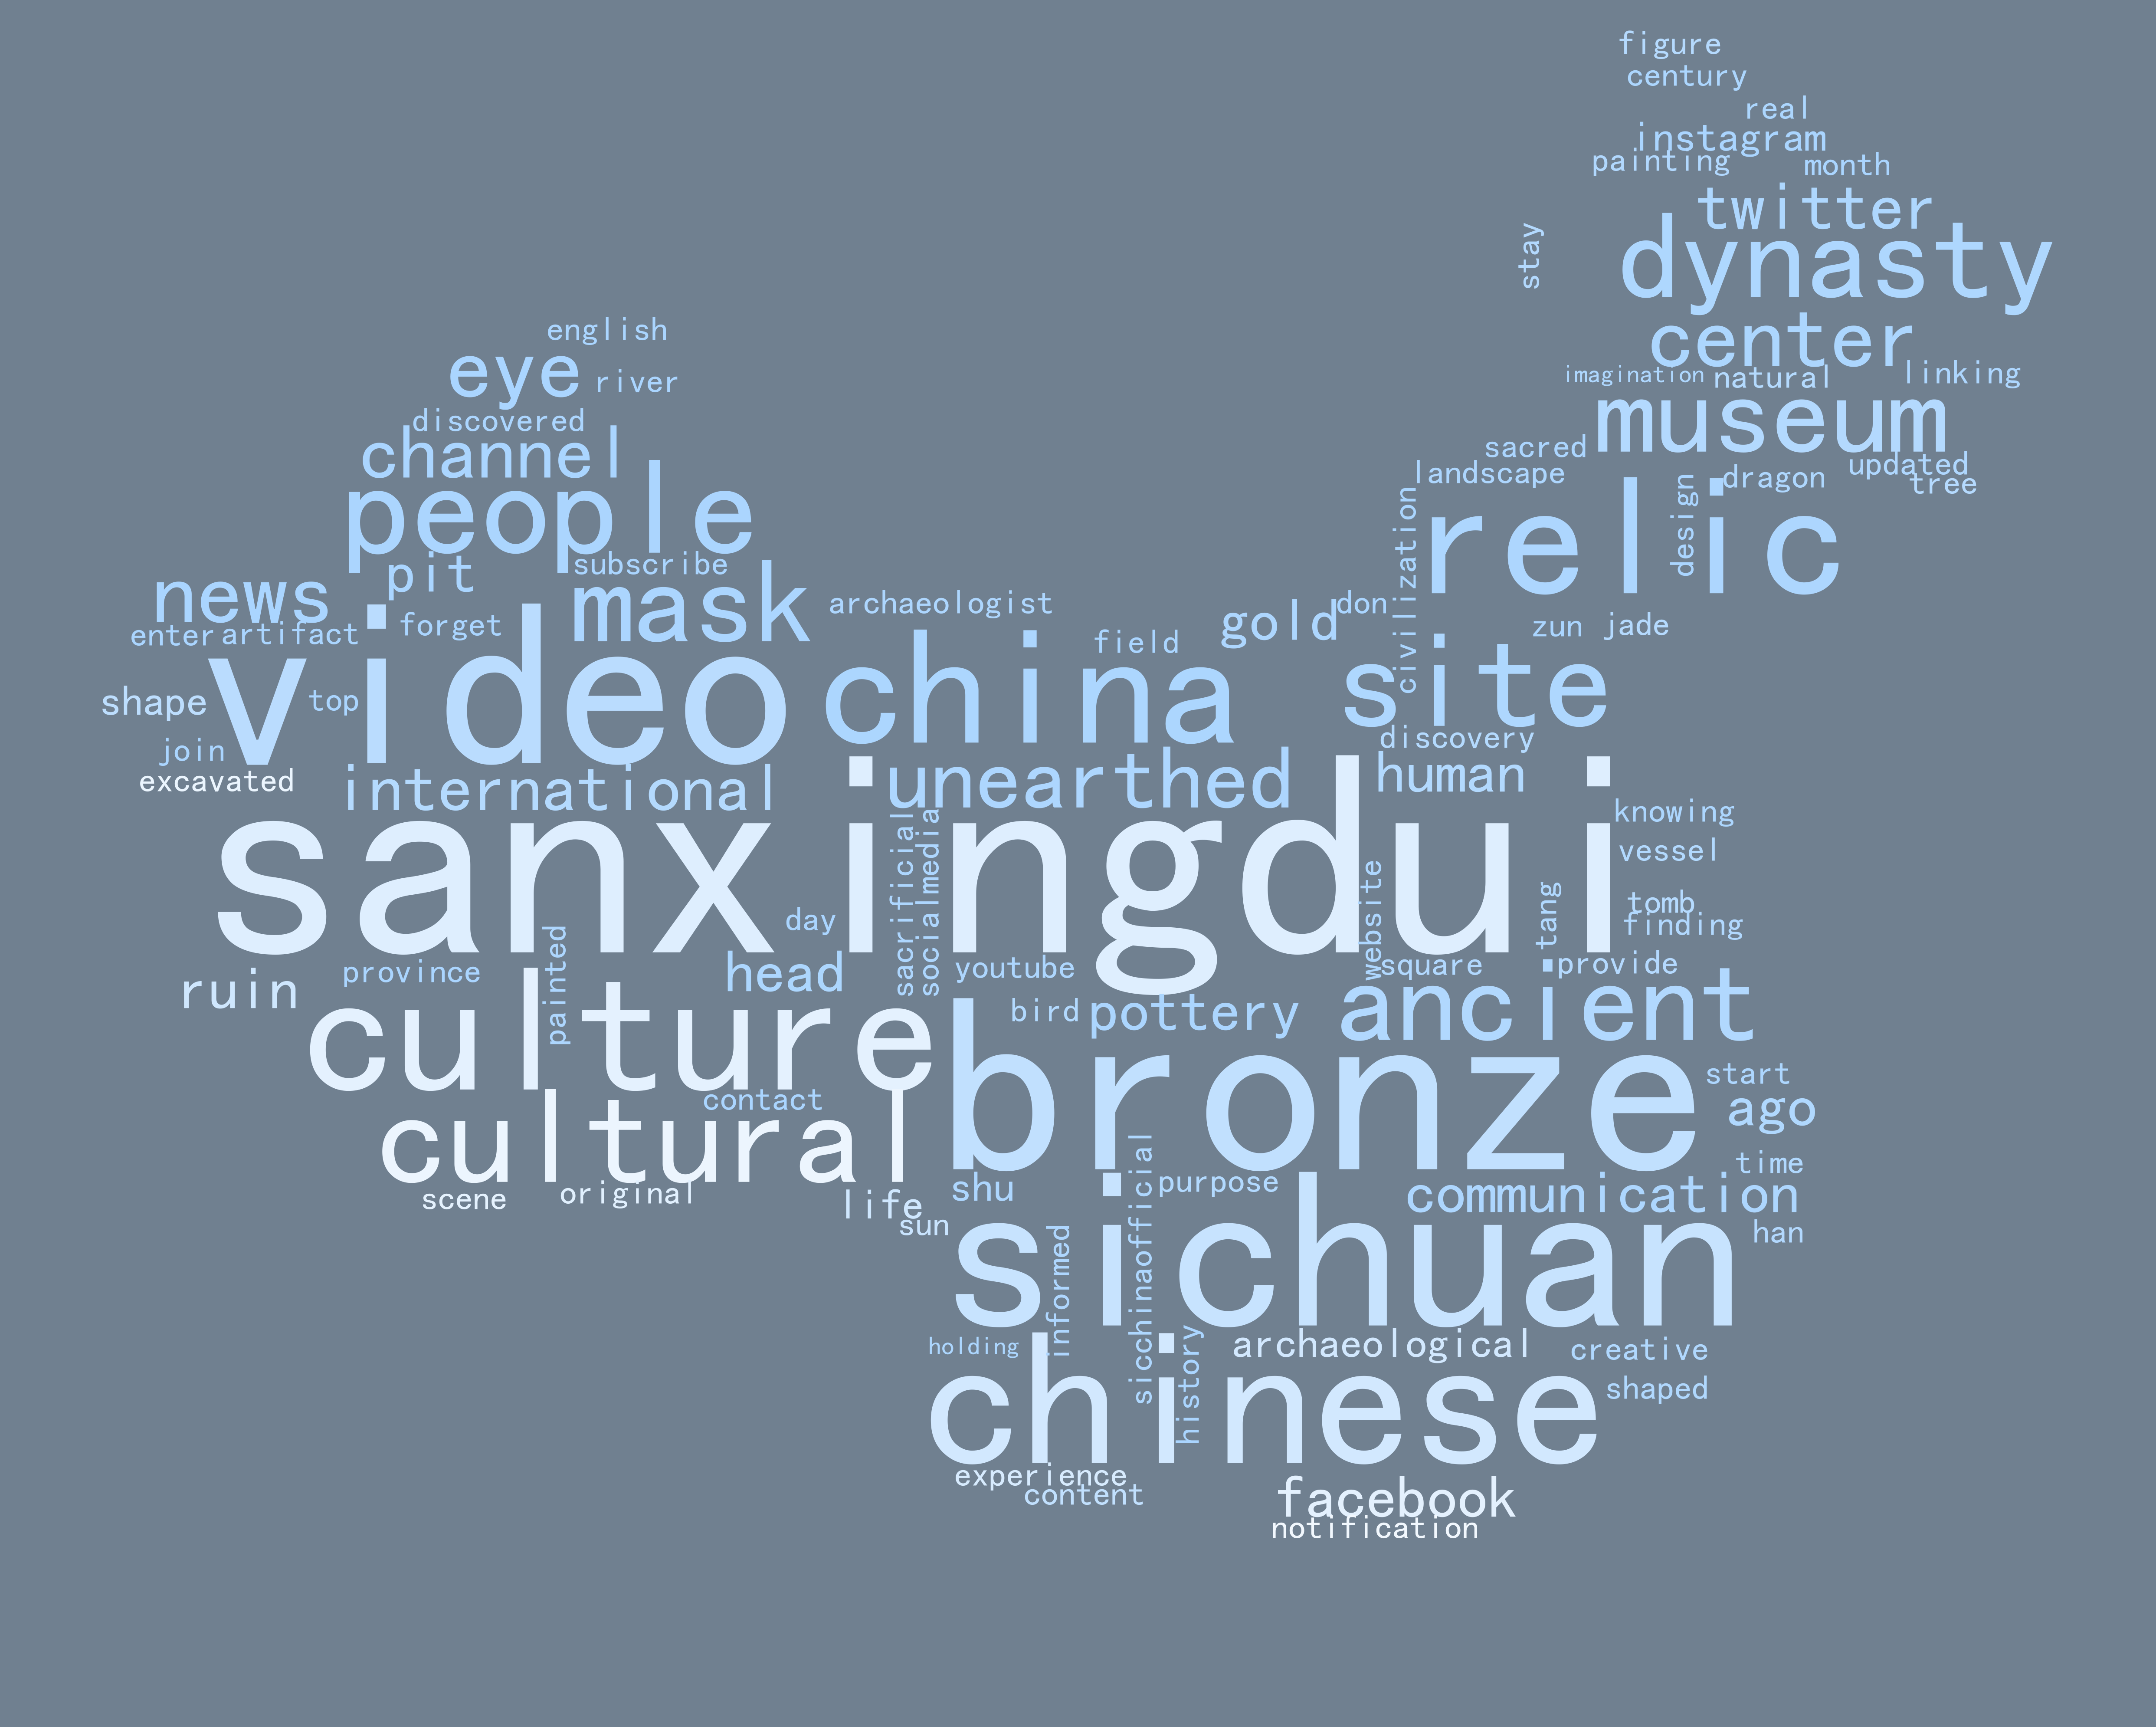 figure
century
real
instagram
painting
month
twitter
stay
dynasty
english
center
eye
river
imagination
natural
linking
discovered
museum
channel
sacred
landscape
updated
dragon
tree
people
civilization
relic
design
pit
subscribe
news
mask
archaeologist
gold
don
enter
artifact
forget
field
zun
jade
shape
top
video
china
site
join
discovery
excavated
international
unearthed
human
knowing
sanxingdui
vessel
sacrificial
socialmedia
day
website
tang
tomb
finding
ruin
province
painted
head
youtube
square
provide
culture
bird
pottery
ancient
bronze
start
contact
ago
cultural
time
scene
original
life
sun
shu
purpose
communication
sicchinaofficial
informed
sichuan
han
holding
history
archaeological
creative
chinese
shaped
experience
content
facebook
notification